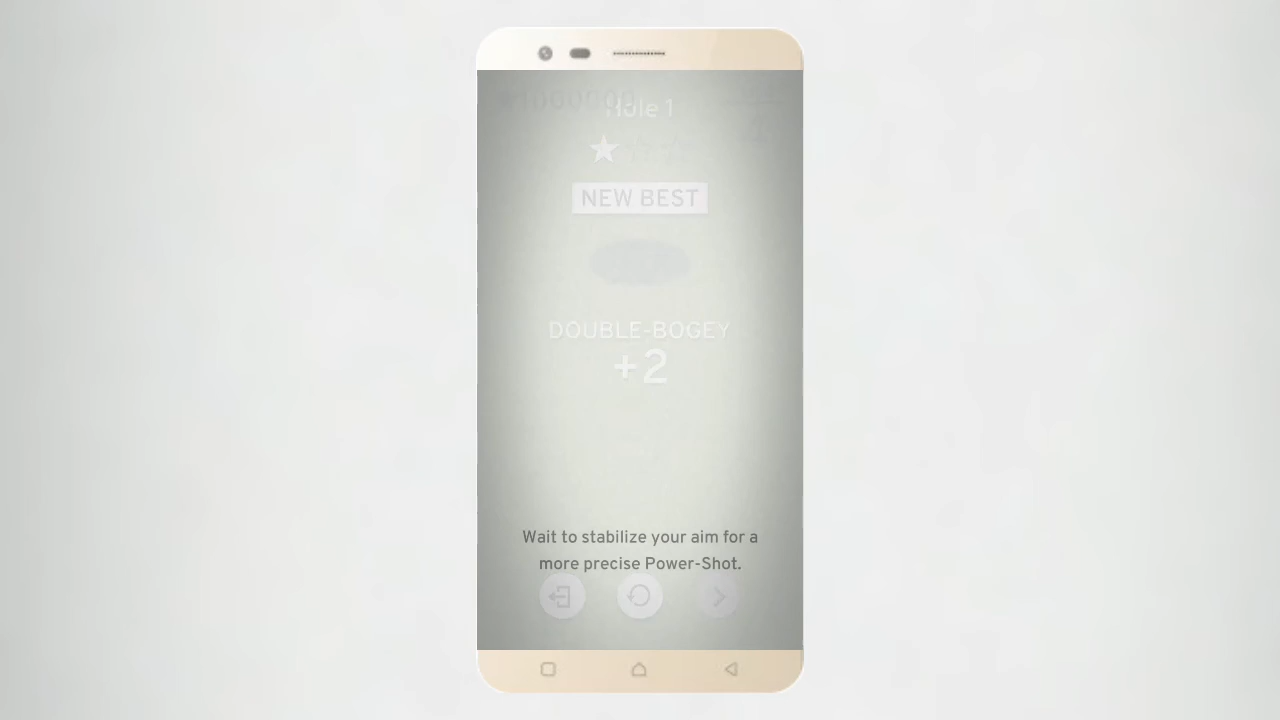 Hole 1
NEW BEST
DOUBLE-BOGEY
+2
Wait to stabilize your aim for a
more precise Power-Shot.